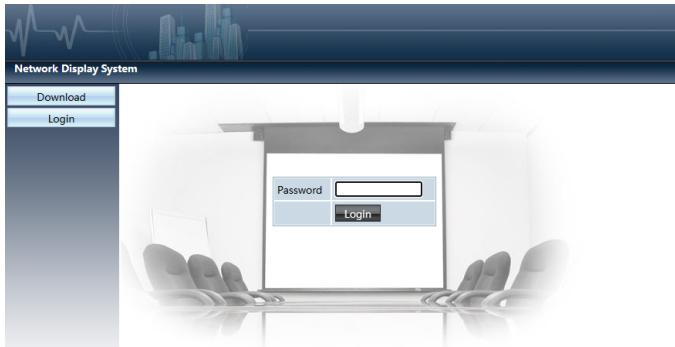 Network Display System
Download
Login
Password
Login